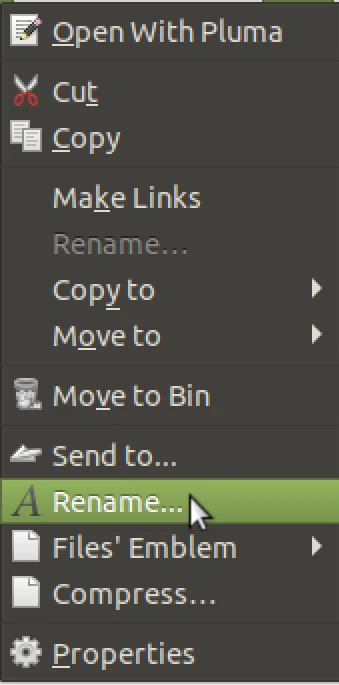 Open With Pluma
Cut
Copy
Make Links
Rename...
Copy to
Move to
Move to Bin
Send to...
Rename...
Files' Emblem
Compress...
Properties